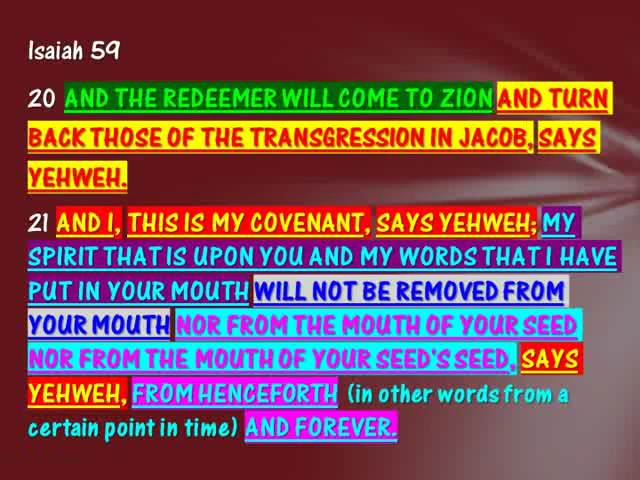 Isaiah 59
20 AND THE REDEEMER WILL COME TO ZION AND TURN
BACK THOSE OF THE TRANSGRESSION IN JACOB, SAYS
YEHWEH.
21 AND I, THIS IS MY COVENANT, SAYS YEHWEH; MY
SPIRIT THAT IS UPON YOU AND MY WORDS THAT I HAVE
PUT IN YOUR MOUTH WILL NOT BE REMOVED FROM
YOUR MOUTH NOR FROM THE MOUTH OF YOUR SEED
NOR FROM THE MOUTH OF YOUR SEED'S SEED, SAYS
YEHWEH, FROM HENCEFORTH (in other words from a
certain point in time) AND FOREVER.